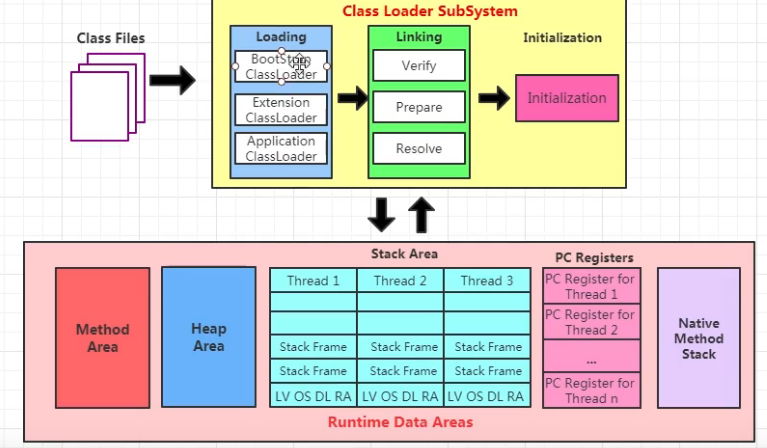 Class Loader SubSystem
Class Files
Loading
Linking
Initialization
ClassLoader
Extension
ClassLoader
Application
ClassLoader
Verify
Prepare
Resolve
Initialization
Stack Area
PC Registers
Method
Area
Heap
Area
Thread 1
Thread 2
Thread 3
Stack Frame
Stack Frame
Stack Frame
Stack Frame
Stack Frame
Stack Frame
LV OS DL RA
LV OS DL RA
LV OS DL RA
PC Register for
Thread 1
PC Register for
Thread 2
...
PC Register for
Thread n
Native
Method
Stack
Runtime Data Areas